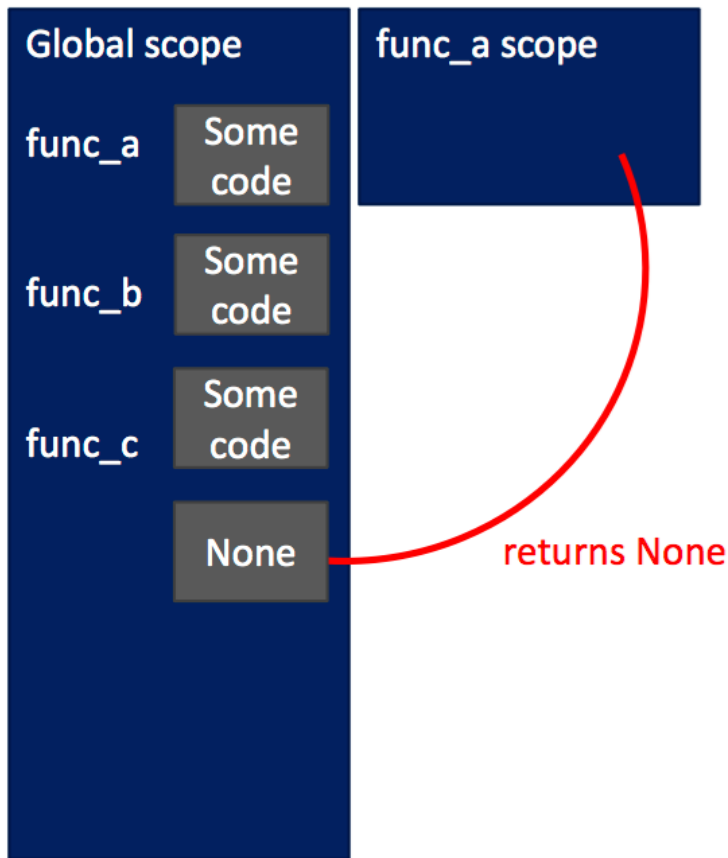 Global scope
func_a scope
func_a
Some
code
func_b
Some
code
func_c
Some
code
None
returns None